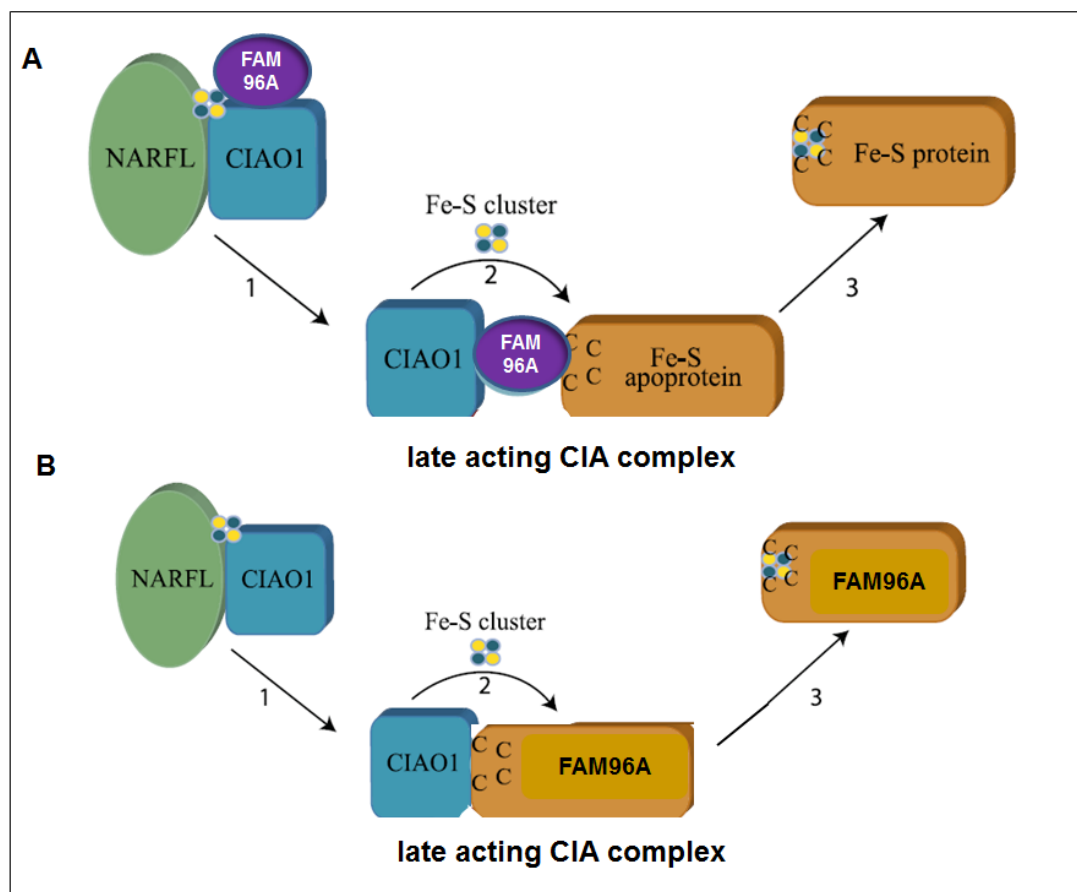 A
FAM
96A
NARFL
CIAO1
Fe-S cluster
1
2
3
C C
C C
Fe-S protein
CIAO1
FAM
96A
C C
C C
Fe-S
apoprotein
late acting CIA complex
B
NARFL
CIAO1
Fe-S cluster
1
2
3
C C
C C
FAM96A
CIAO1
C C
C C
FAM96A
late acting CIA complex